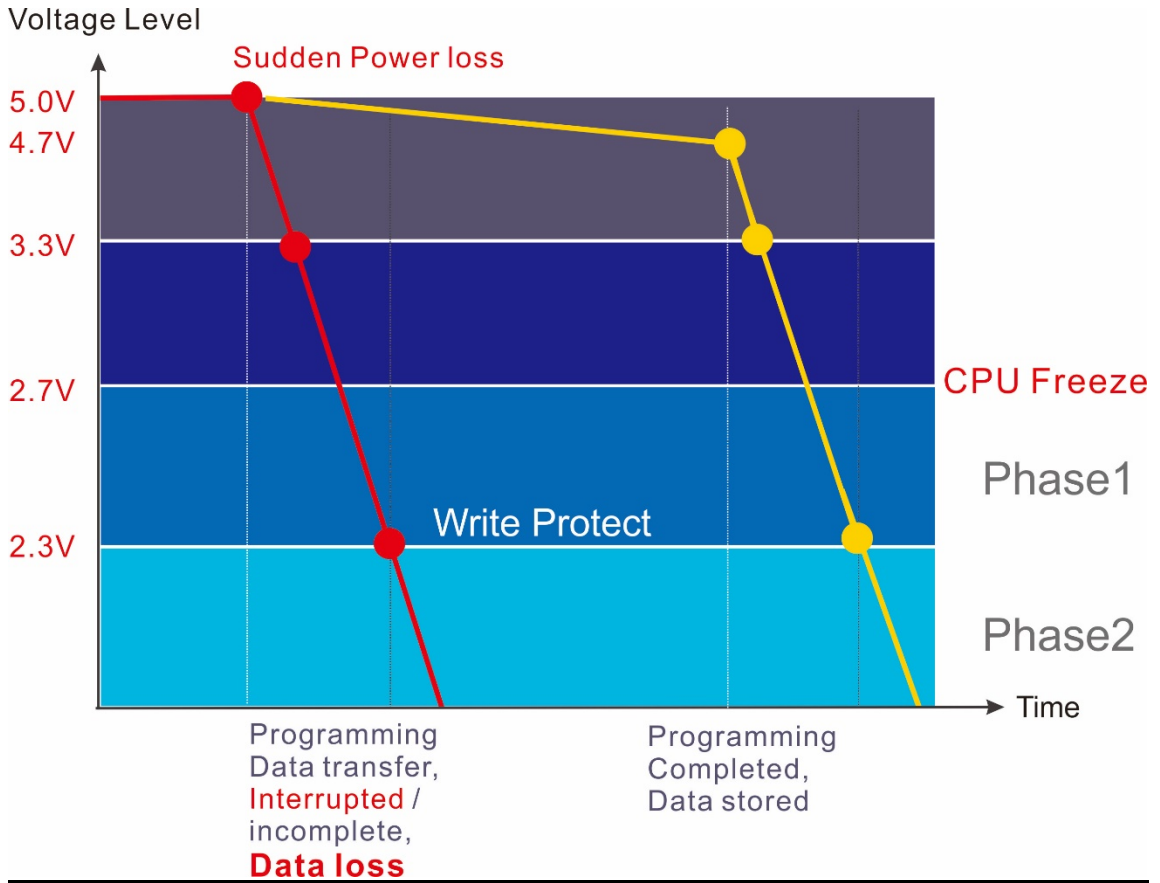 Voltage Level
Sudden Power loss
5.0V
4.7V
3.3V
2.7V
CPU Freeze
Phase1
Write Protect
2.3V
Phase2
Time
Programming
Data transfer,
Interrupted /
incomplete,
Data loss
Programming
Completed,
Data stored